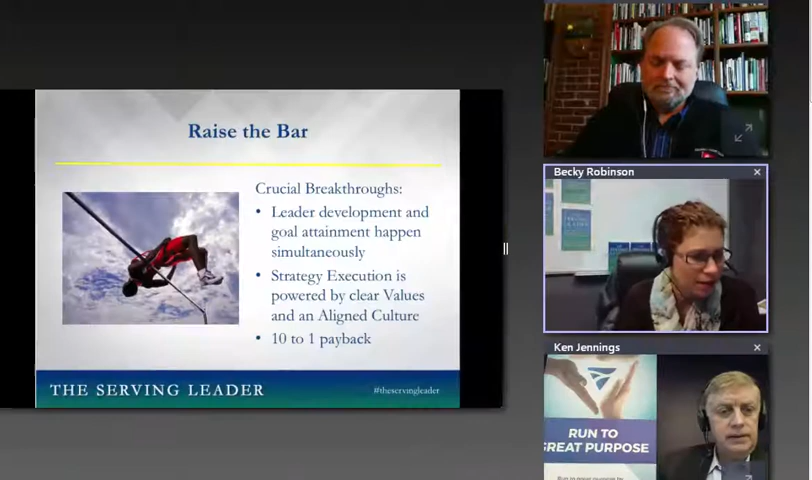 Raise the Bar
Crucial Breakthroughs:
• Leader development and
goal attainment happen
simultaneously
• Strategy Execution is
powered by clear Values
and an Aligned Culture
• 10 to 1 payback
THE SERVING LEADER
#theservingleader
Becky Robinson
Ken Jennings
RUN TO
GREAT PURPOSE